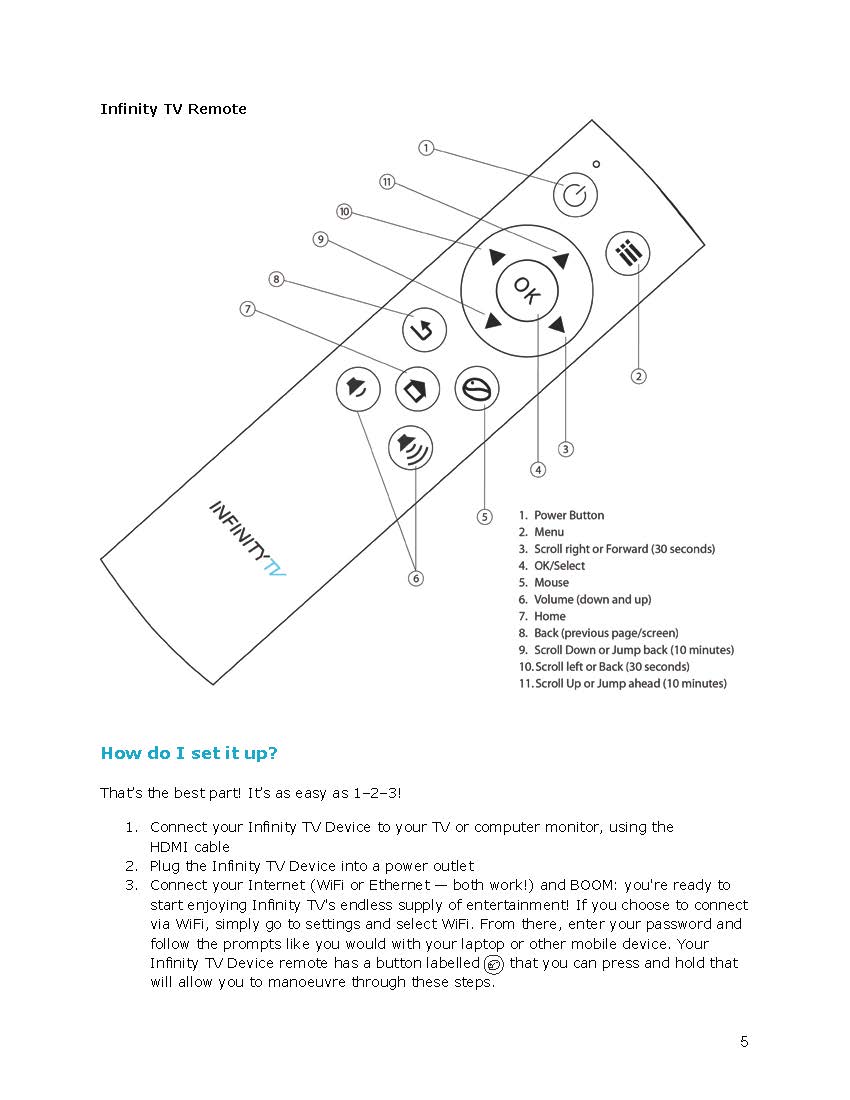 Infinity TV Remote
1
11
10
9
8
7
OK
2
3
4
5
6
INFINITYTV
1. Power Button
2. Menu
3. Scroll right or Forward (30 seconds)
4. OK/Select
5. Mouse
6. Volume (down and up)
7. Home
8. Back (previous page/screen)
9. Scroll Down or Jump back (10 minutes)
10. Scroll left or Back (30 seconds)
11. Scroll Up or Jump ahead (10 minutes)
How do I set it up?
That's the best part! It's as easy as 1–2–3!
1. Connect your Infinity TV Device to your TV or computer monitor, using the
HDMI cable
2. Plug the Infinity TV Device into a power outlet
3. Connect your Internet (WiFi or Ethernet — both work!) and BOOM: you're ready to
start enjoying Infinity TV's endless supply of entertainment! If you choose to connect
via WiFi, simply go to settings and select WiFi. From there, enter your password and
follow the prompts like you would with your laptop or other mobile device. Your
Infinity TV Device remote has a button labelled that you can press and hold that
will allow you to manoeuvre through these steps.
5